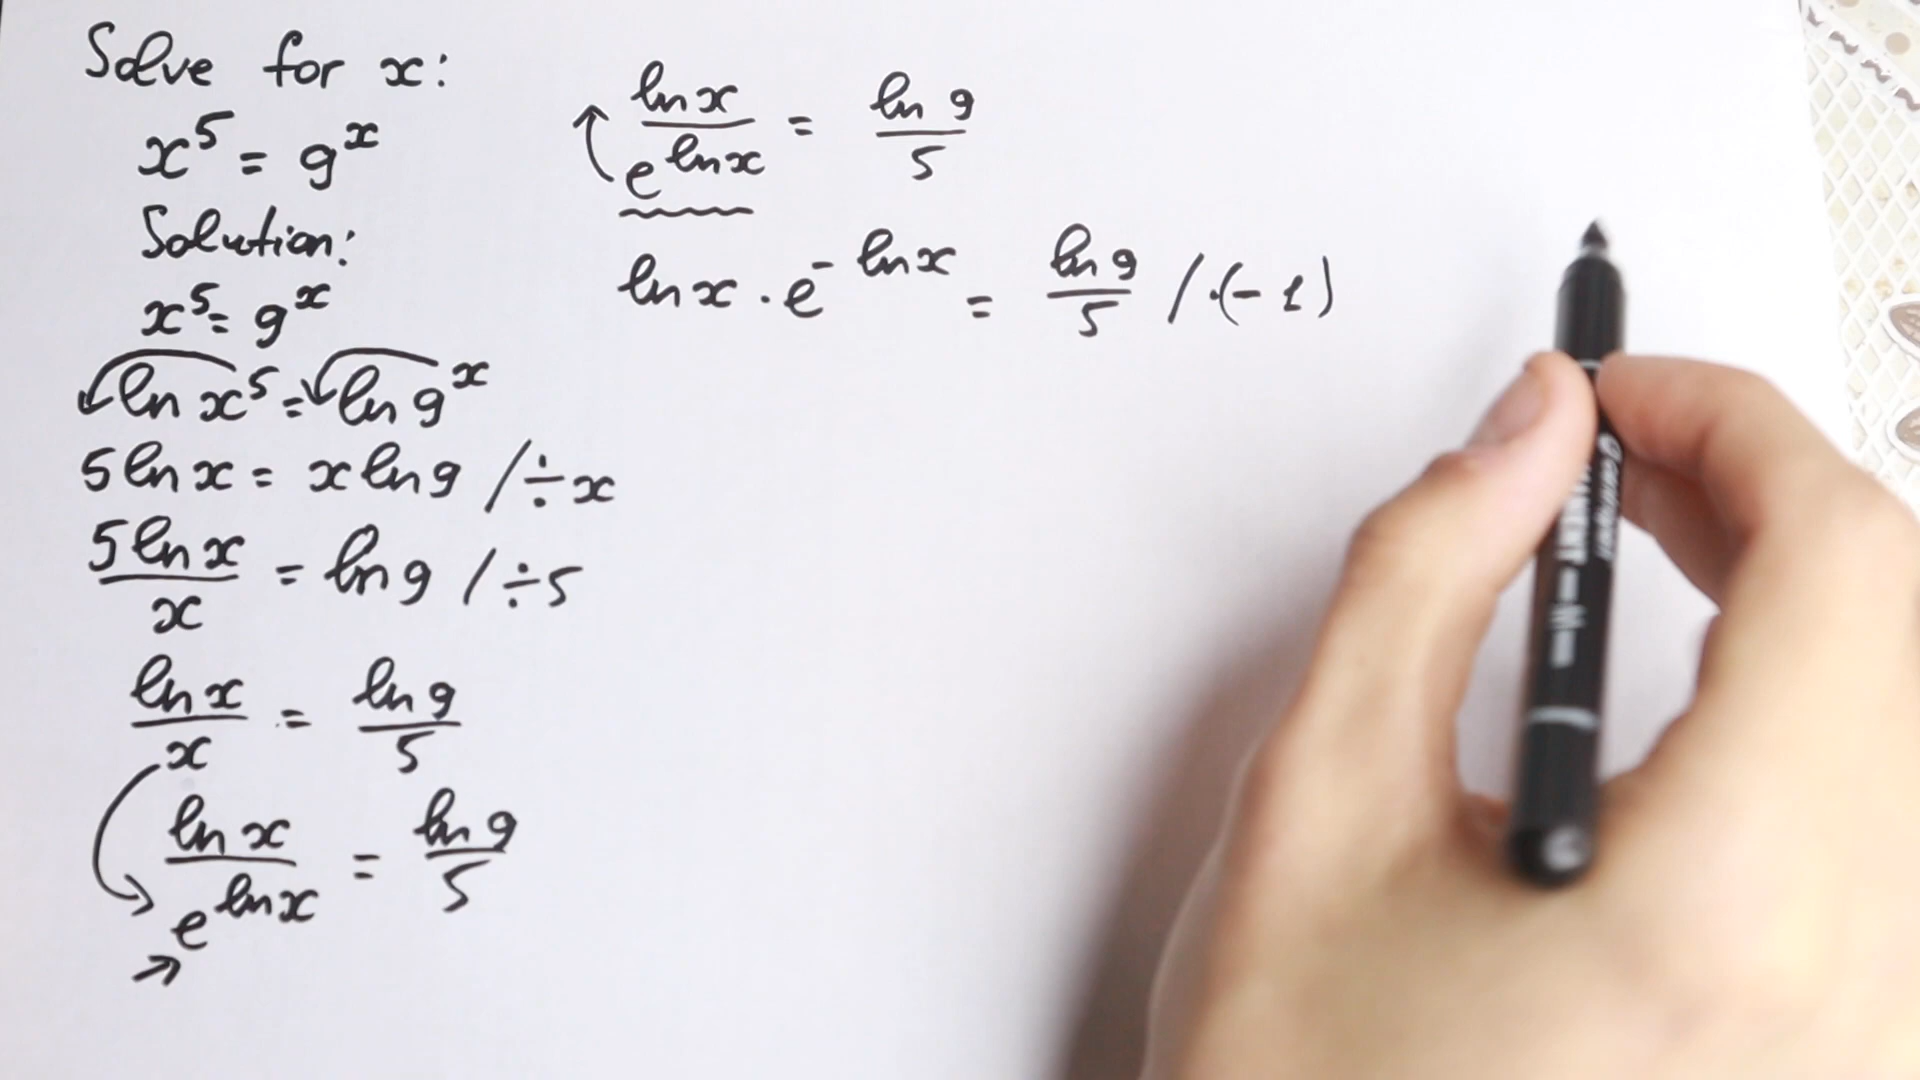 Solve for x:
x⁵ = 9ˣ
Solution:
x⁵ = 9ˣ
ln x⁵ = ln 9ˣ
5 ln x = x ln 9 / ÷ x
5 ln x / x = ln 9 / ÷ 5
ln x / x = ln 9 / 5
ln x / e^(ln x) = ln 9 / 5
ln x / e^(ln x) = ln 9 / 5
ln x · e^(- ln x) = ln 9 / 5 / ·(-1)